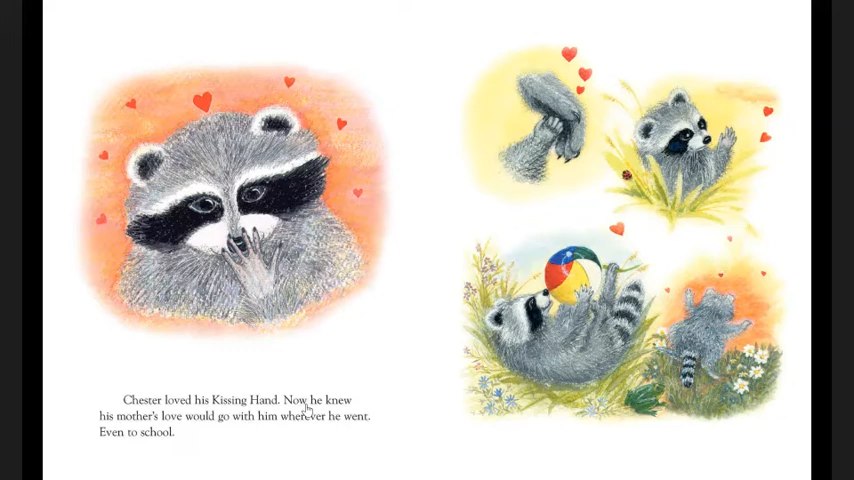 Chester loved his Kissing Hand. Now he knew
his mother's love would go with him wherever he went.
Even to school.